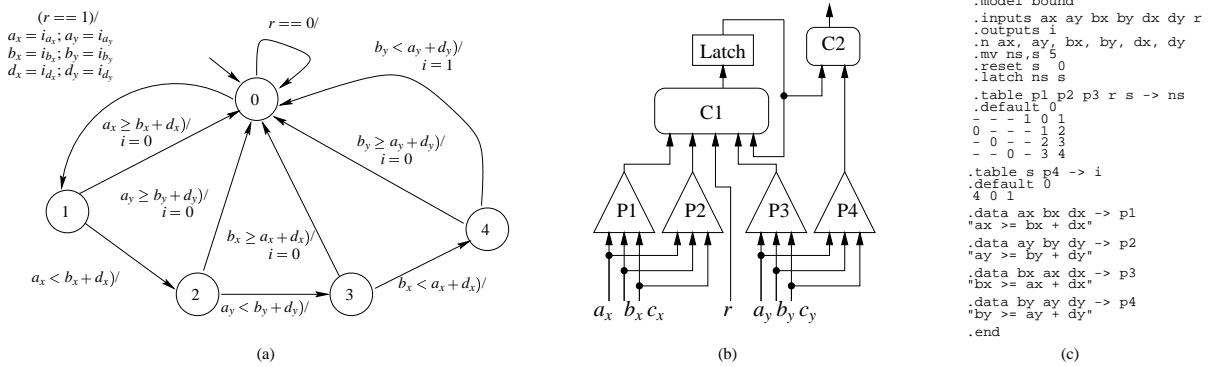 (r == 1)/
a_x = i_{a_x}; a_y = i_{a_y}
b_x = i_{b_x}; b_y = i_{b_y}
d_x = i_{d_x}; d_y = i_{d_y}
r == 0/
b_y < a_y + d_y)/
i = 1
0
a_x ≥ b_x + d_x)/
i = 0
b_y ≥ a_y + d_y)/
i = 0
a_y ≥ b_y + d_y)/
i = 0
1
4
b_x ≥ a_x + d_x)/
i = 0
a_x < b_x + d_x)/
2
3
b_x < a_x + d_x)/
a_y < b_y + d_y)/
(a)
Latch
C2
C1
P1 P2 P3 P4
a_x b_x c_x r a_y b_y c_y
(b)
.model bound
.inputs ax ay bx by dx dy r
.outputs i
.n ax, ay, bx, by, dx, dy
.mv ns,s 5
.reset s 0
.latch ns s
.table p1 p2 p3 r s -> ns
.default 0
- - - 1 0 1
0 - - - 1 2
- 0 - - 2 3
- - 0 - 3 4
.table s p4 -> i
.default 0
4 0 1
.data ax bx dx -> p1
"ax >= bx + dx"
.data ay by dy -> p2
"ay >= by + dy"
.data bx ax dx -> p3
"bx >= ax + dx"
.data by ay dy -> p4
"by >= ay + dy"
.end
(c)